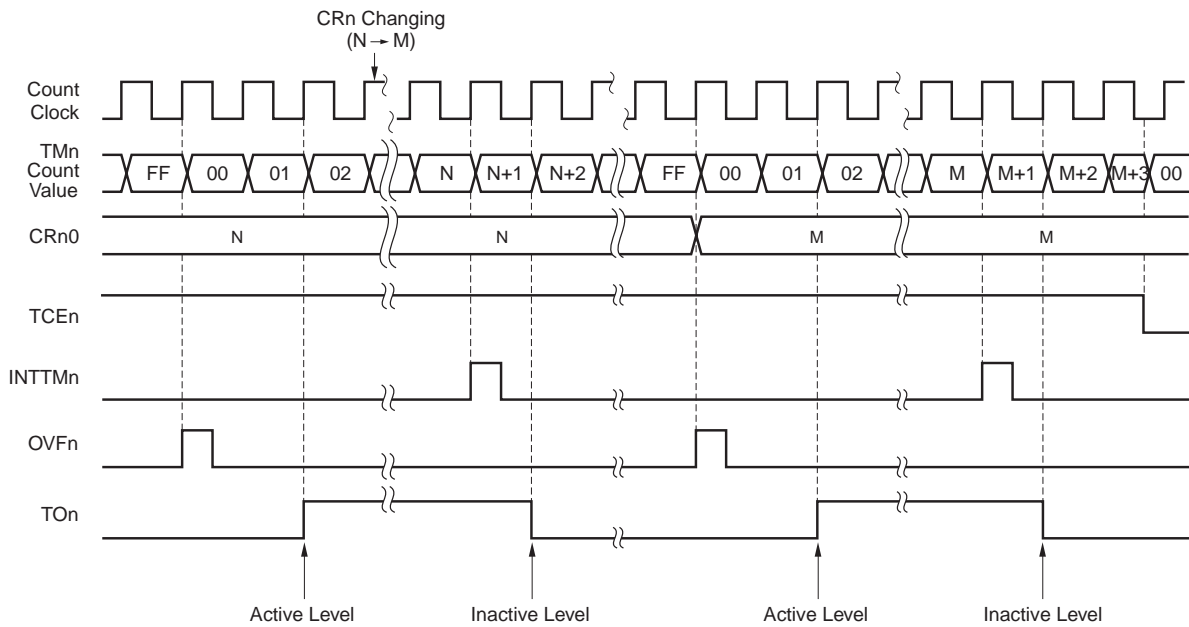 CRn Changing
(N → M)
Count
Clock
TMn
Count
Value
FF 00 01 02 N N+1 N+2 FF 00 01 02 M M+1 M+2 M+3 00
CRn0 N N M M
TCEn
INTTMn
OVFn
TOn
Active Level Inactive Level Active Level Inactive Level